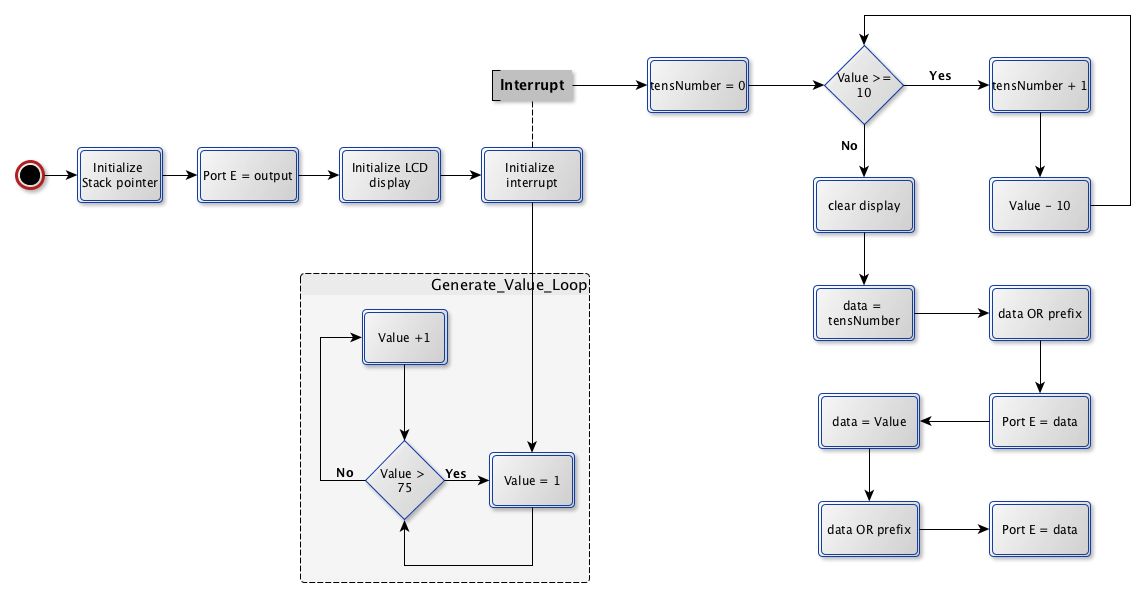 Interrupt
tensNumber = 0
Value >=
10
Yes
tensNumber + 1
No
Initialize
Stack pointer
Port E = output
Initialize LCD
display
Initialize
interrupt
clear display
Value - 10
Generate_Value_Loop
data =
tensNumber
data OR prefix
Value +1
data = Value
Port E = data
No
Value >
75
Yes
Value = 1
data OR prefix
Port E = data